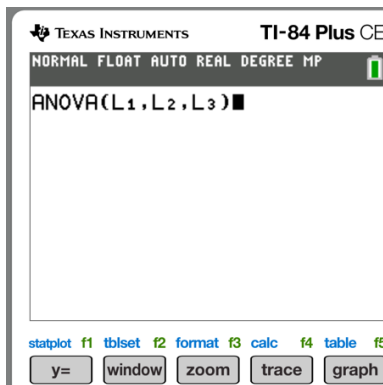 TEXAS INSTRUMENTS TI-84 Plus CE
NORMAL FLOAT AUTO REAL DEGREE MP
ANOVA(L₁,L₂,L₃)
statplot f1 tblset f2 format f3 calc f4 table f5
y= window zoom trace graph